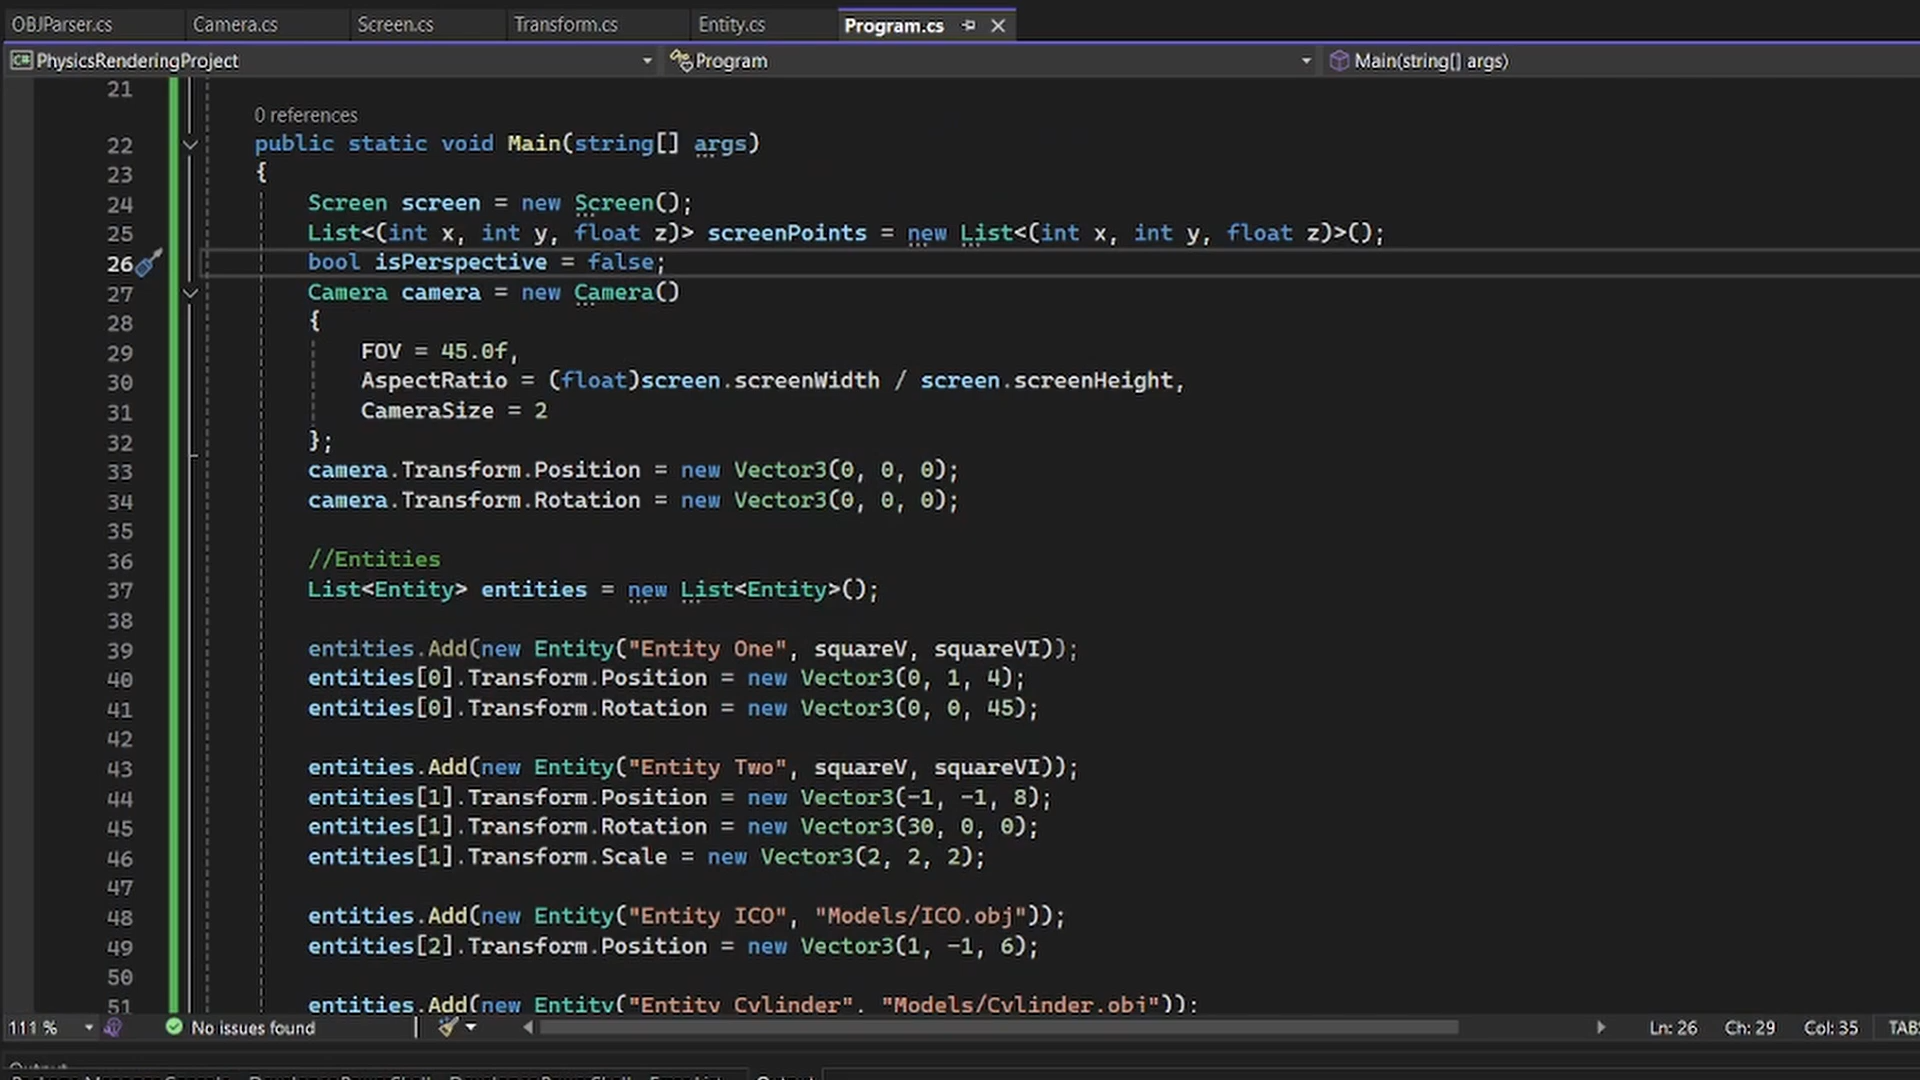 OBJParser.cs Camera.cs Screen.cs Transform.cs Entity.cs Program.cs
C# PhysicsRenderingProject Program Main(string[] args)
21
0 references
22 public static void Main(string[] args)
23 {
24 Screen screen = new Screen();
25 List<(int x, int y, float z)> screenPoints = new List<(int x, int y, float z)>();
26 bool isPerspective = false;
27 Camera camera = new Camera()
28 {
29 FOV = 45.0f,
30 AspectRatio = (float)screen.screenWidth / screen.screenHeight,
31 CameraSize = 2
32 };
33 camera.Transform.Position = new Vector3(0, 0, 0);
34 camera.Transform.Rotation = new Vector3(0, 0, 0);
35
36 //Entities
37 List<Entity> entities = new List<Entity>();
38
39 entities.Add(new Entity("Entity One", squareV, squareVI));
40 entities[0].Transform.Position = new Vector3(0, 1, 4);
41 entities[0].Transform.Rotation = new Vector3(0, 0, 45);
42
43 entities.Add(new Entity("Entity Two", squareV, squareVI));
44 entities[1].Transform.Position = new Vector3(-1, -1, 8);
45 entities[1].Transform.Rotation = new Vector3(30, 0, 0);
46 entities[1].Transform.Scale = new Vector3(2, 2, 2);
47
48 entities.Add(new Entity("Entity ICO", "Models/ICO.obj"));
49 entities[2].Transform.Position = new Vector3(1, -1, 6);
50
51 entities.Add(new Entity("Entity Cylinder", "Models/Cylinder.obj"));
111 % No issues found Ln: 26 Ch: 29 Col: 35 TABS
Output